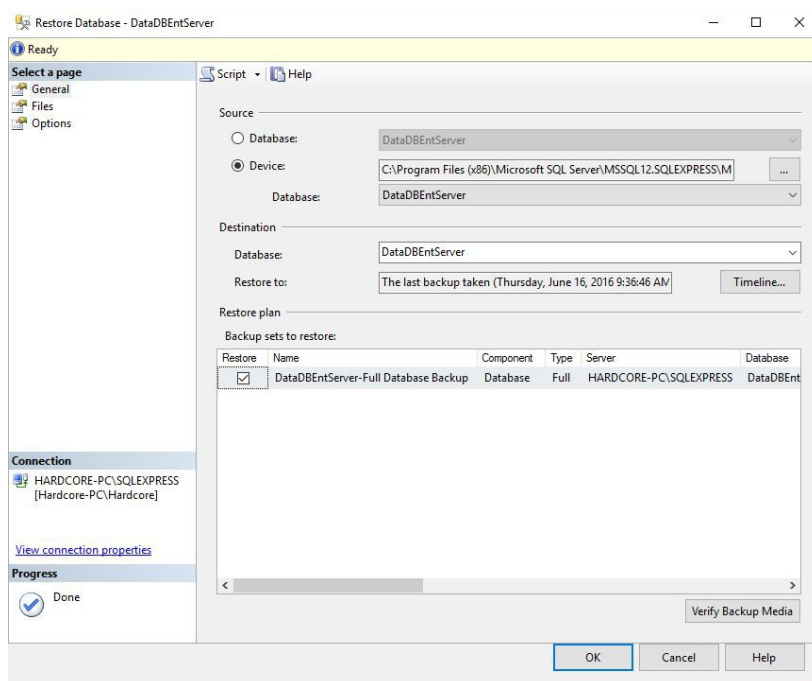 Restore Database - DataDBEntServer
Ready
Select a page
General
Files
Options
Script
Help
Source
Database:
DataDBEntServer
Device:
C:\Program Files (x86)\Microsoft SQL Server\MSSQL12.SQLEXPRESS\M
...
Database:
DataDBEntServer
Destination
Database:
DataDBEntServer
Restore to:
The last backup taken (Thursday, June 16, 2016 9:36:46 AM
Timeline...
Restore plan
Backup sets to restore:
Restore Name Component Type Server Database
DataDBEntServer-Full Database Backup Database Full HARDCORE-PC\SQLEXPRESS DataDBEnt
Connection
HARDCORE-PC\SQLEXPRESS
[Hardcore-PC\Hardcore]
View connection properties
Progress
Done
Verify Backup Media
OK Cancel Help